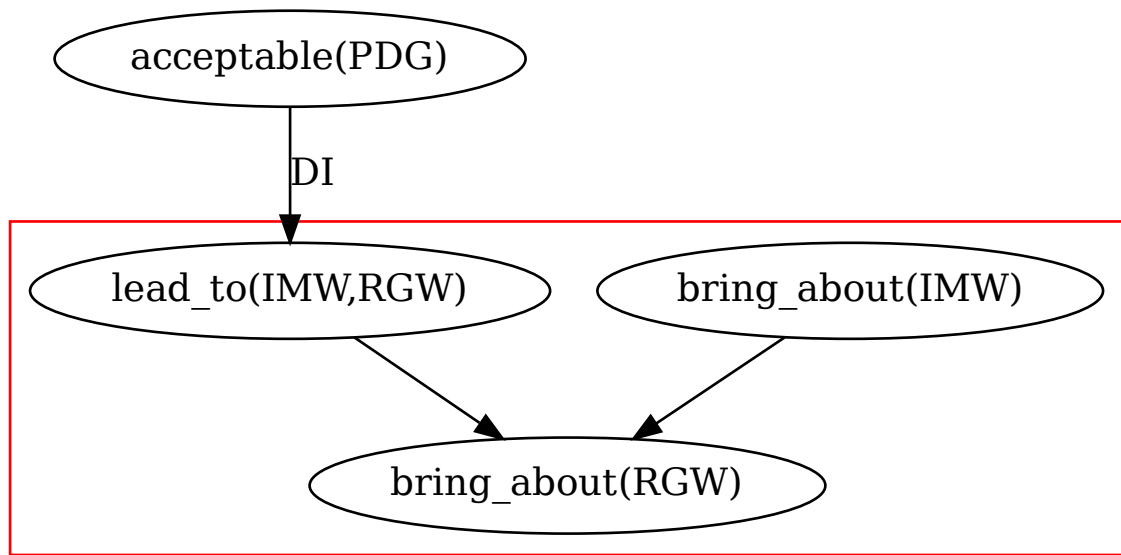 acceptable(PDG)
DI
lead_to(IMW,RGW)
bring_about(IMW)
bring_about(RGW)